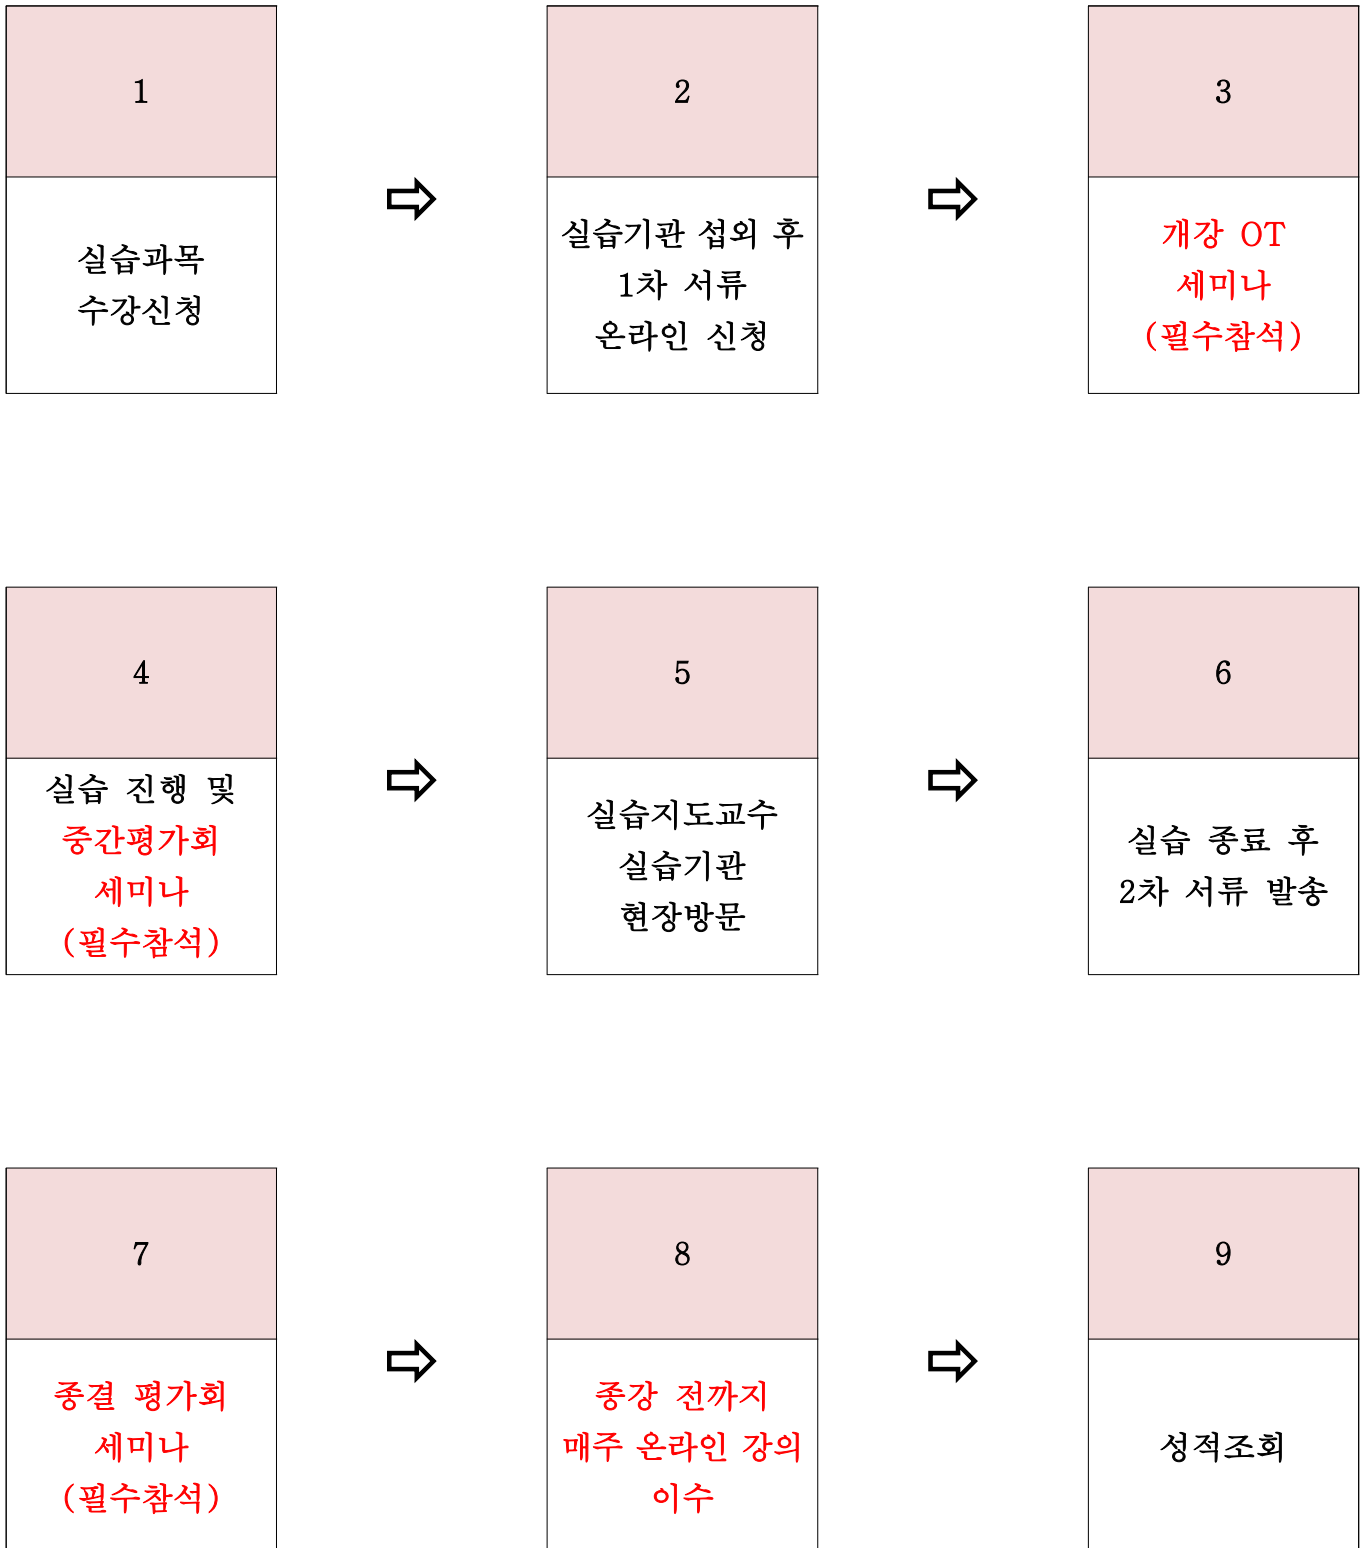 1
실습과목
수강신청
⇨
2
실습기관 섭외 후
1차 서류
온라인 신청
⇨
3
개강 OT
세미나
(필수참석)
4
실습 진행 및
중간평가회
세미나
(필수참석)
⇨
5
실습지도교수
실습기관
현장방문
⇨
6
실습 종료 후
2차 서류 발송
7
종결 평가회
세미나
(필수참석)
⇨
8
종강 전까지
매주 온라인 강의
이수
⇨
9
성적조회